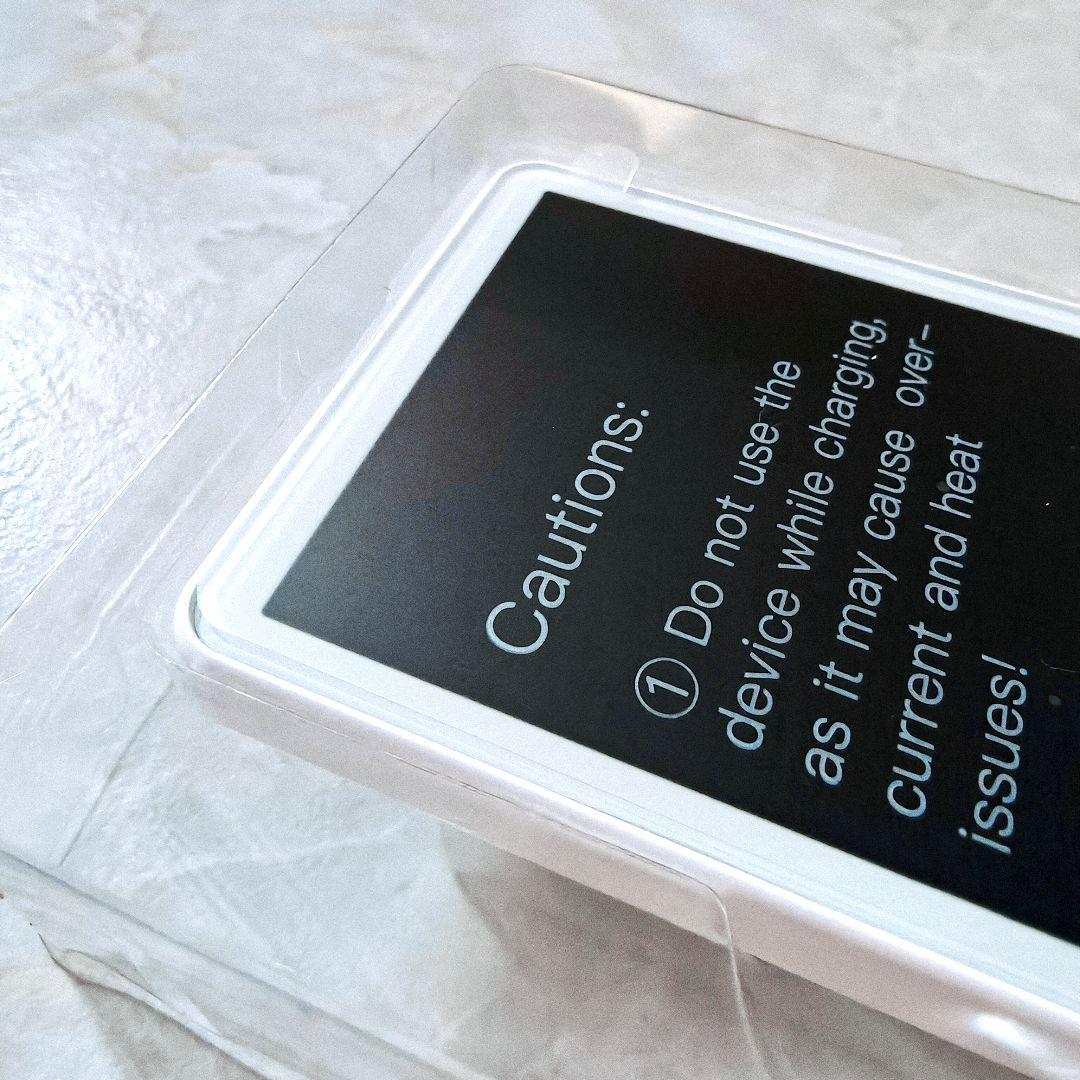 Cautions:
① Do not use the
device while charging,
as it may cause over-
current and heat
issues!